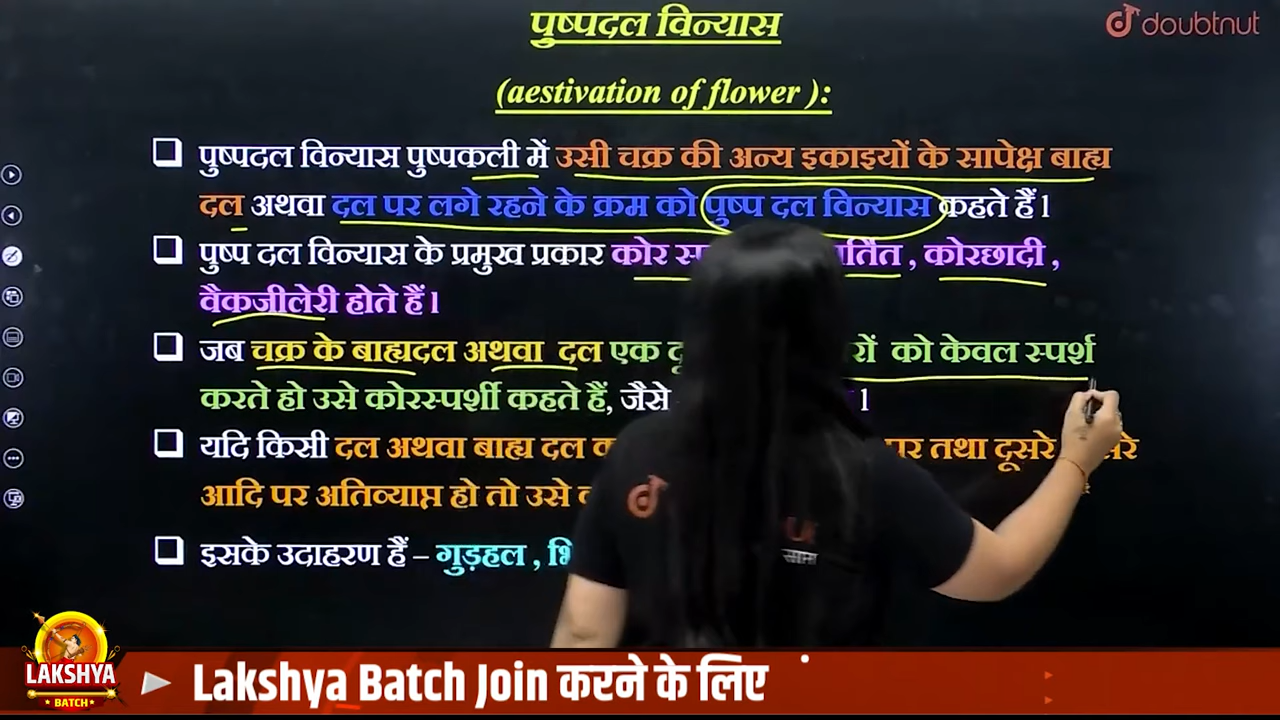 पुष्पदल विन्यास
doubtnut
(aestivation of flower ):
पुष्पदल विन्यास पुष्पकली में उसी चक्र की अन्य इकाइयों के सापेक्ष बाह्य
दल अथवा दल पर लगे रहने के क्रम को पुष्प दल विन्यास कहते हैं।
पुष्प दल विन्यास के प्रमुख प्रकार कोर , कोरछादी ,
वैकजीलेरी होते हैं।
जब चक्र के बाह्यदल अथवा दल एक को केवल स्पर्श
करते हो उसे कोरस्पर्शी कहते हैं, जैसे - ।
यदि किसी दल अथवा बाह्य दल पर तथा दूसरे
आदि पर अतिव्याप्त हो तो उसे
इसके उदाहरण हैं – गुड़हल ,
LAKSHYA
BATCH
Lakshya Batch Join करने के लिए